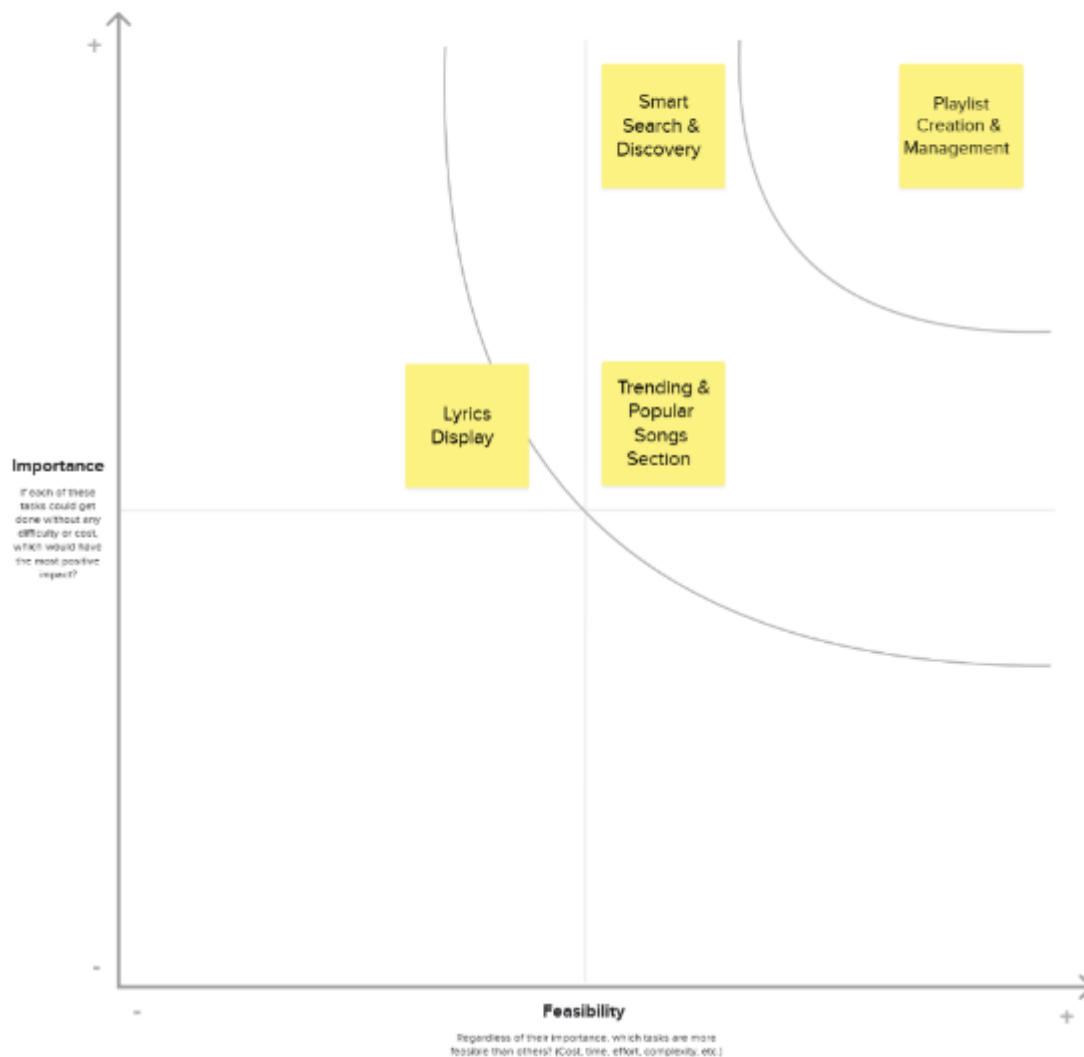 +
Smart
Search &
Discovery
Playlist
Creation &
Management
Lyrics
Display
Trending &
Popular
Songs
Section
Importance
If each of these
tasks could get
done without any
difficulty or cost,
which would have
the most positive
impact?
-
-
Feasibility
+
Regardless of their importance, which tasks are more
feasible than others? (Cost, time, effort, complexity, etc.)